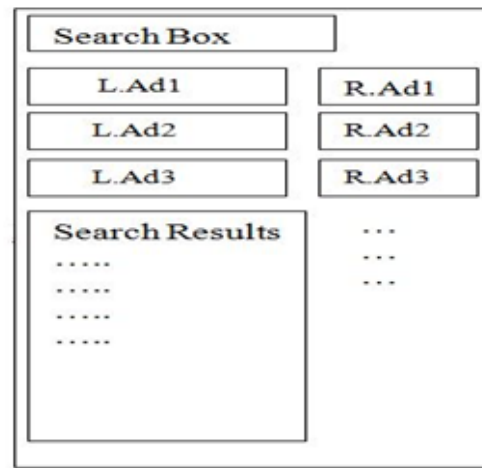 Search Box
L.Ad1
R.Ad1
L.Ad2
R.Ad2
L.Ad3
R.Ad3
Search Results
.....
.....
.....
.....
...
...
...